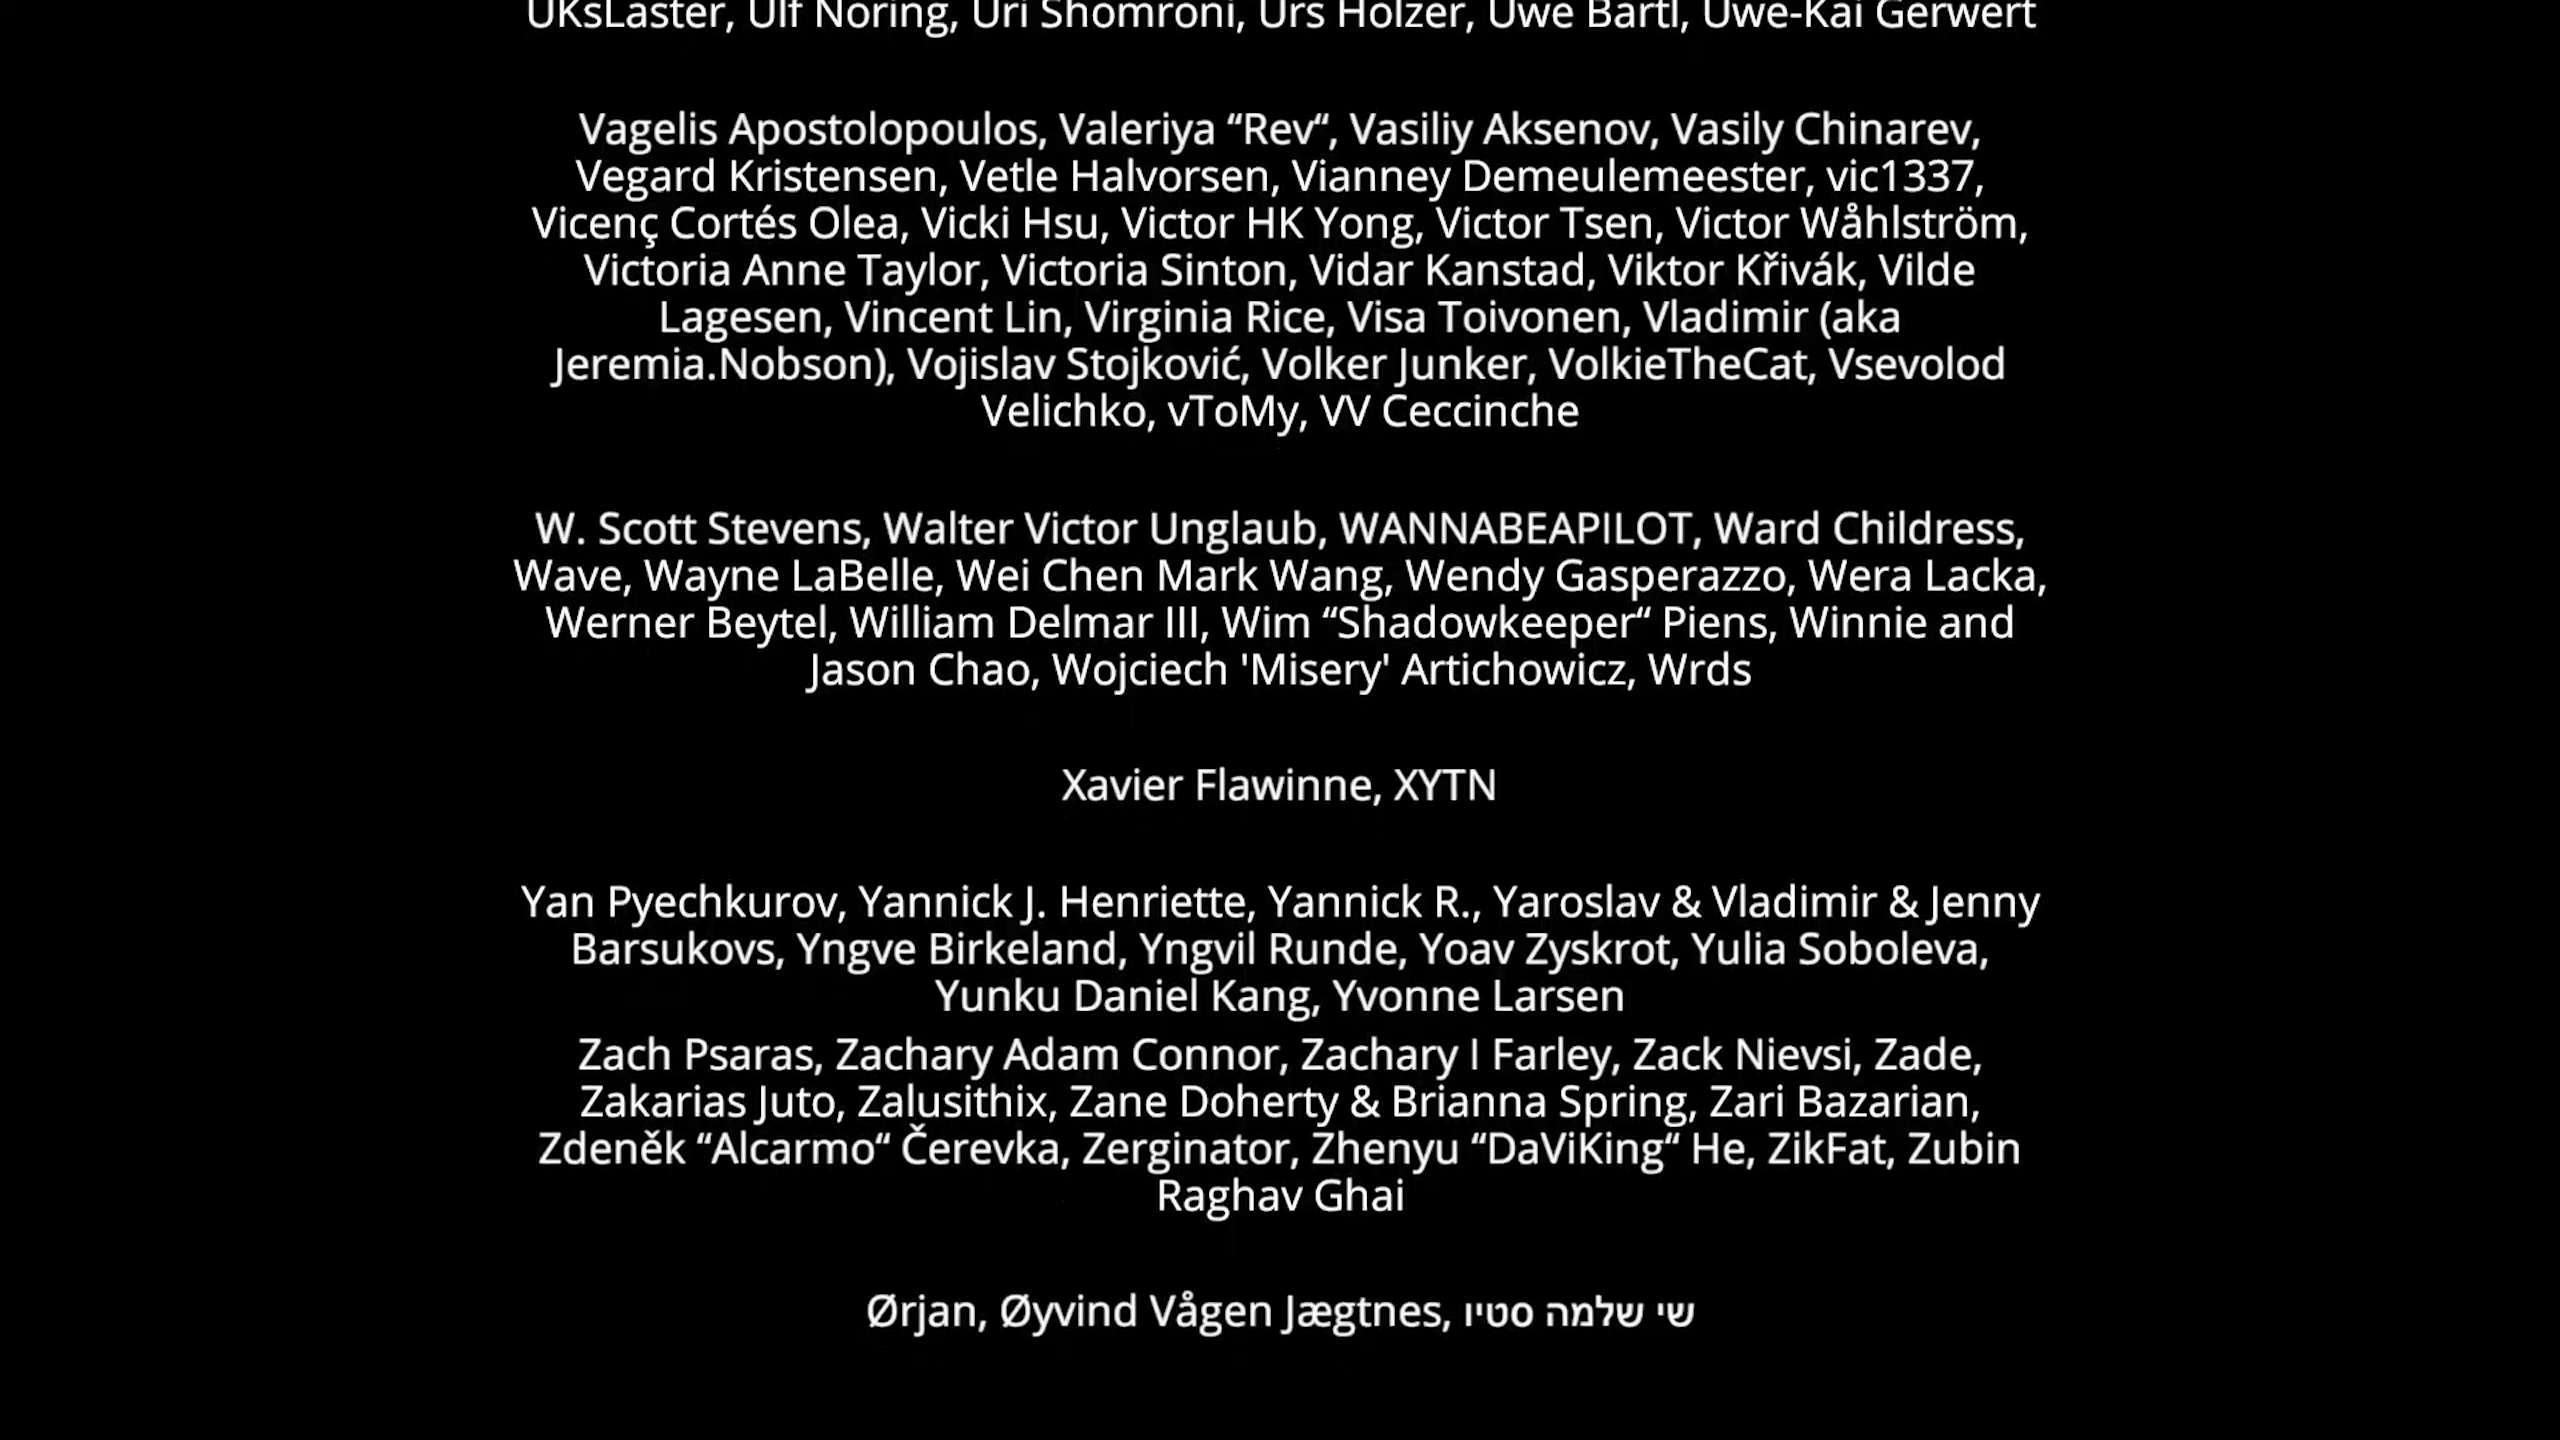 UKsLaster, Ulf Noring, Uri Shomroni, Urs Holzer, Uwe Bartl, Uwe-Kai Gerwert
Vagelis Apostolopoulos, Valeriya “Rev“, Vasiliy Aksenov, Vasily Chinarev,
Vegard Kristensen, Vetle Halvorsen, Vianney Demeulemeester, vic1337,
Vicenç Cortés Olea, Vicki Hsu, Victor HK Yong, Victor Tsen, Victor Wåhlström,
Victoria Anne Taylor, Victoria Sinton, Vidar Kanstad, Viktor Křivák, Vilde
Lagesen, Vincent Lin, Virginia Rice, Visa Toivonen, Vladimir (aka
Jeremia.Nobson), Vojislav Stojković, Volker Junker, VolkieTheCat, Vsevolod
Velichko, vToMy, VV Ceccinche
W. Scott Stevens, Walter Victor Unglaub, WANNABEAPILOT, Ward Childress,
Wave, Wayne LaBelle, Wei Chen Mark Wang, Wendy Gasperazzo, Wera Lacka,
Werner Beytel, William Delmar III, Wim “Shadowkeeper“ Piens, Winnie and
Jason Chao, Wojciech 'Misery' Artichowicz, Wrds
Xavier Flawinne, XYTN
Yan Pyechkurov, Yannick J. Henriette, Yannick R., Yaroslav & Vladimir & Jenny
Barsukovs, Yngve Birkeland, Yngvil Runde, Yoav Zyskrot, Yulia Soboleva,
Yunku Daniel Kang, Yvonne Larsen
Zach Psaras, Zachary Adam Connor, Zachary I Farley, Zack Nievsi, Zade,
Zakarias Juto, Zalusithix, Zane Doherty & Brianna Spring, Zari Bazarian,
Zdeněk “Alcarmo“ Čerevka, Zerginator, Zhenyu “DaViKing“ He, ZikFat, Zubin
Raghav Ghai
Ørjan, Øyvind Vågen Jægtnes, שי שלמה סטיו